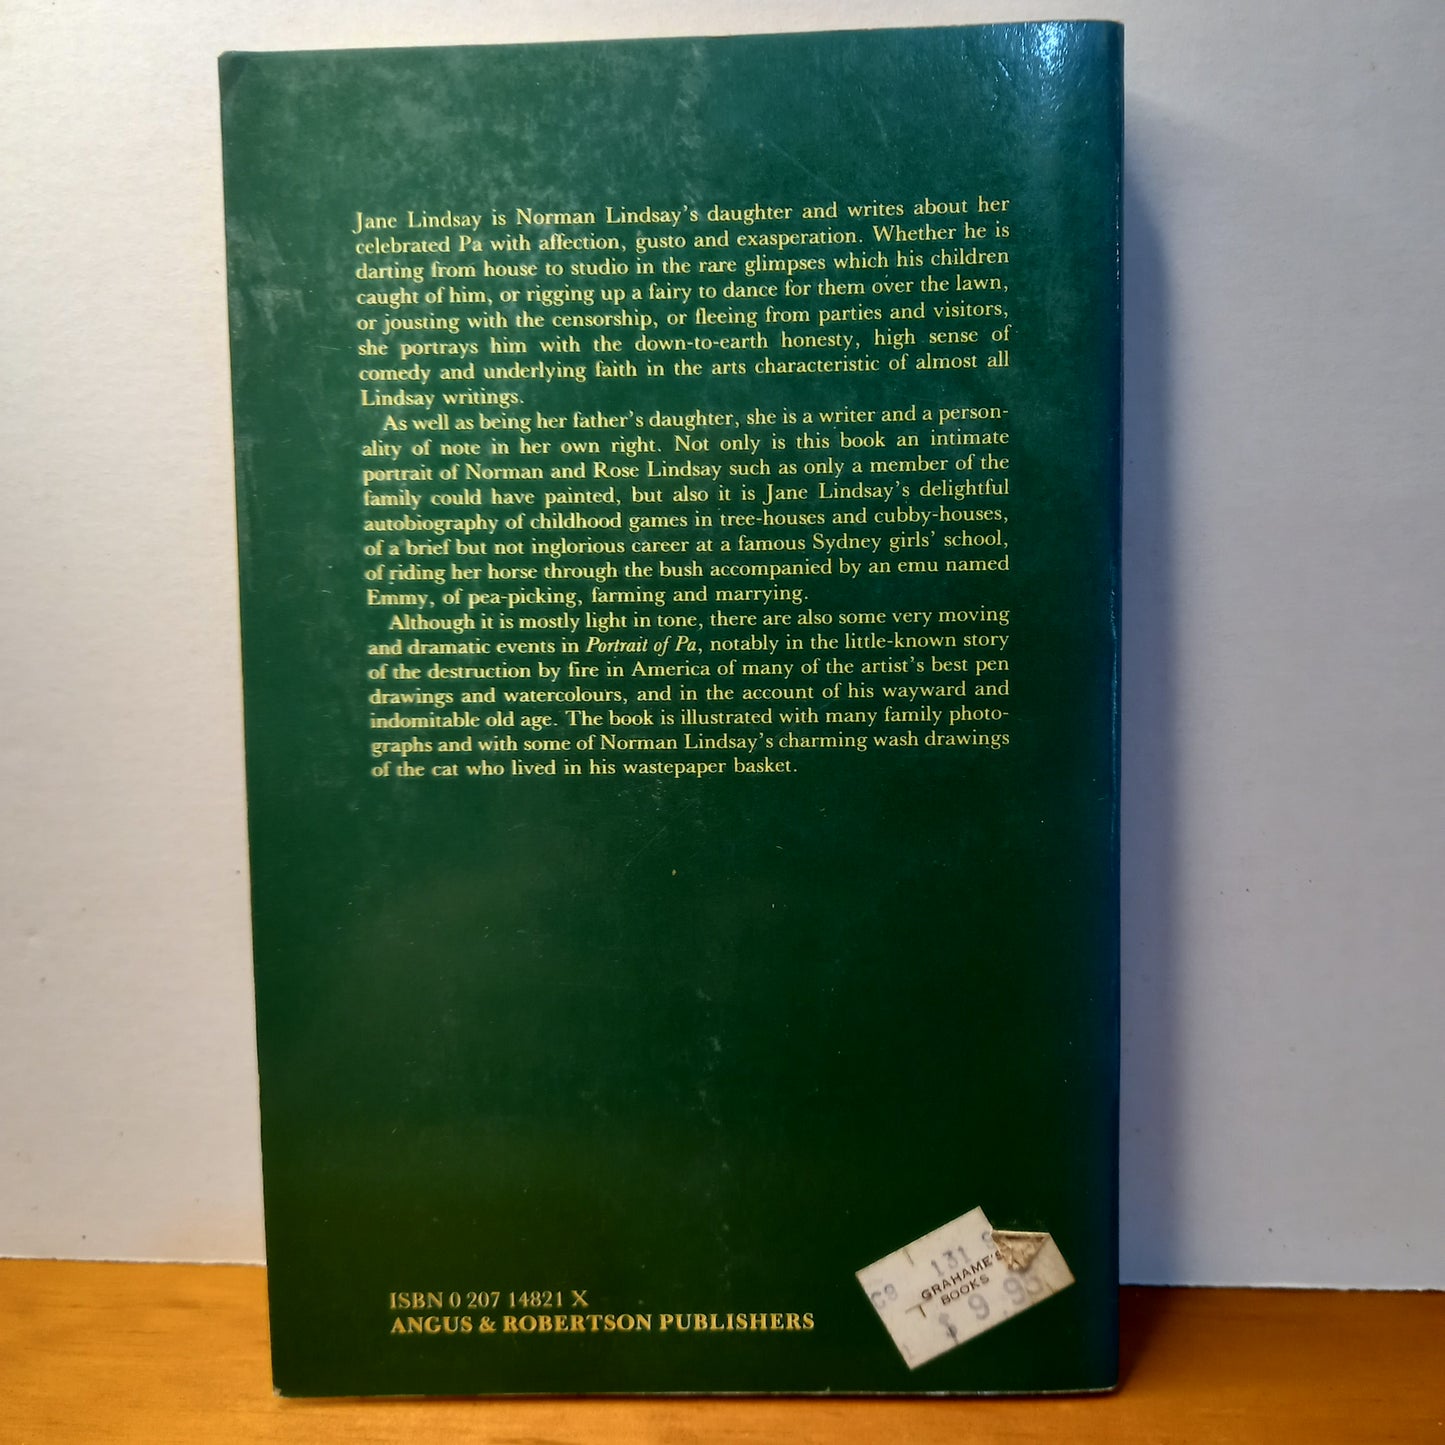 Jane Lindsay is Norman Lindsay's daughter and writes about her
celebrated Pa with affection, gusto and exasperation. Whether he is
darting from house to studio in the rare glimpses which his children
caught of him, or rigging up a fairy to dance for them over the lawn,
or jousting with the censorship, or fleeing from parties and visitors,
she portrays him with the down-to-earth honesty, high sense of
comedy and underlying faith in the arts characteristic of almost all
Lindsay writings.
As well as being her father's daughter, she is a writer and a person-
ality of note in her own right. Not only is this book an intimate
portrait of Norman and Rose Lindsay such as only a member of the
family could have painted, but also it is Jane Lindsay's delightful
autobiography of childhood games in tree-houses and cubby-houses,
of a brief but not inglorious career at a famous Sydney girls' school,
of riding her horse through the bush accompanied by an emu named
Emmy, of pea-picking, farming and marrying.
Although it is mostly light in tone, there are also some very moving
and dramatic events in Portrait of Pa, notably in the little-known story
of the destruction by fire in America of many of the artist's best pen
drawings and watercolours, and in the account of his wayward and
indomitable old age. The book is illustrated with many family photo-
graphs and with some of Norman Lindsay's charming wash drawings
of the cat who lived in his wastepaper basket.
ISBN 0 207 14821 X
ANGUS & ROBERTSON PUBLISHERS
131
GRAHAME'S
BOOKS
$9.95